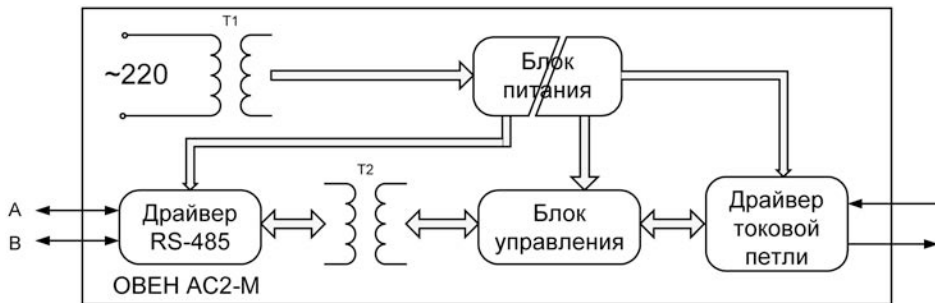 T1
~220
Блок
питания
T2
A
B
Драйвер
RS-485
Блок
управления
Драйвер
токовой
петли
ОВЕН АС2-М